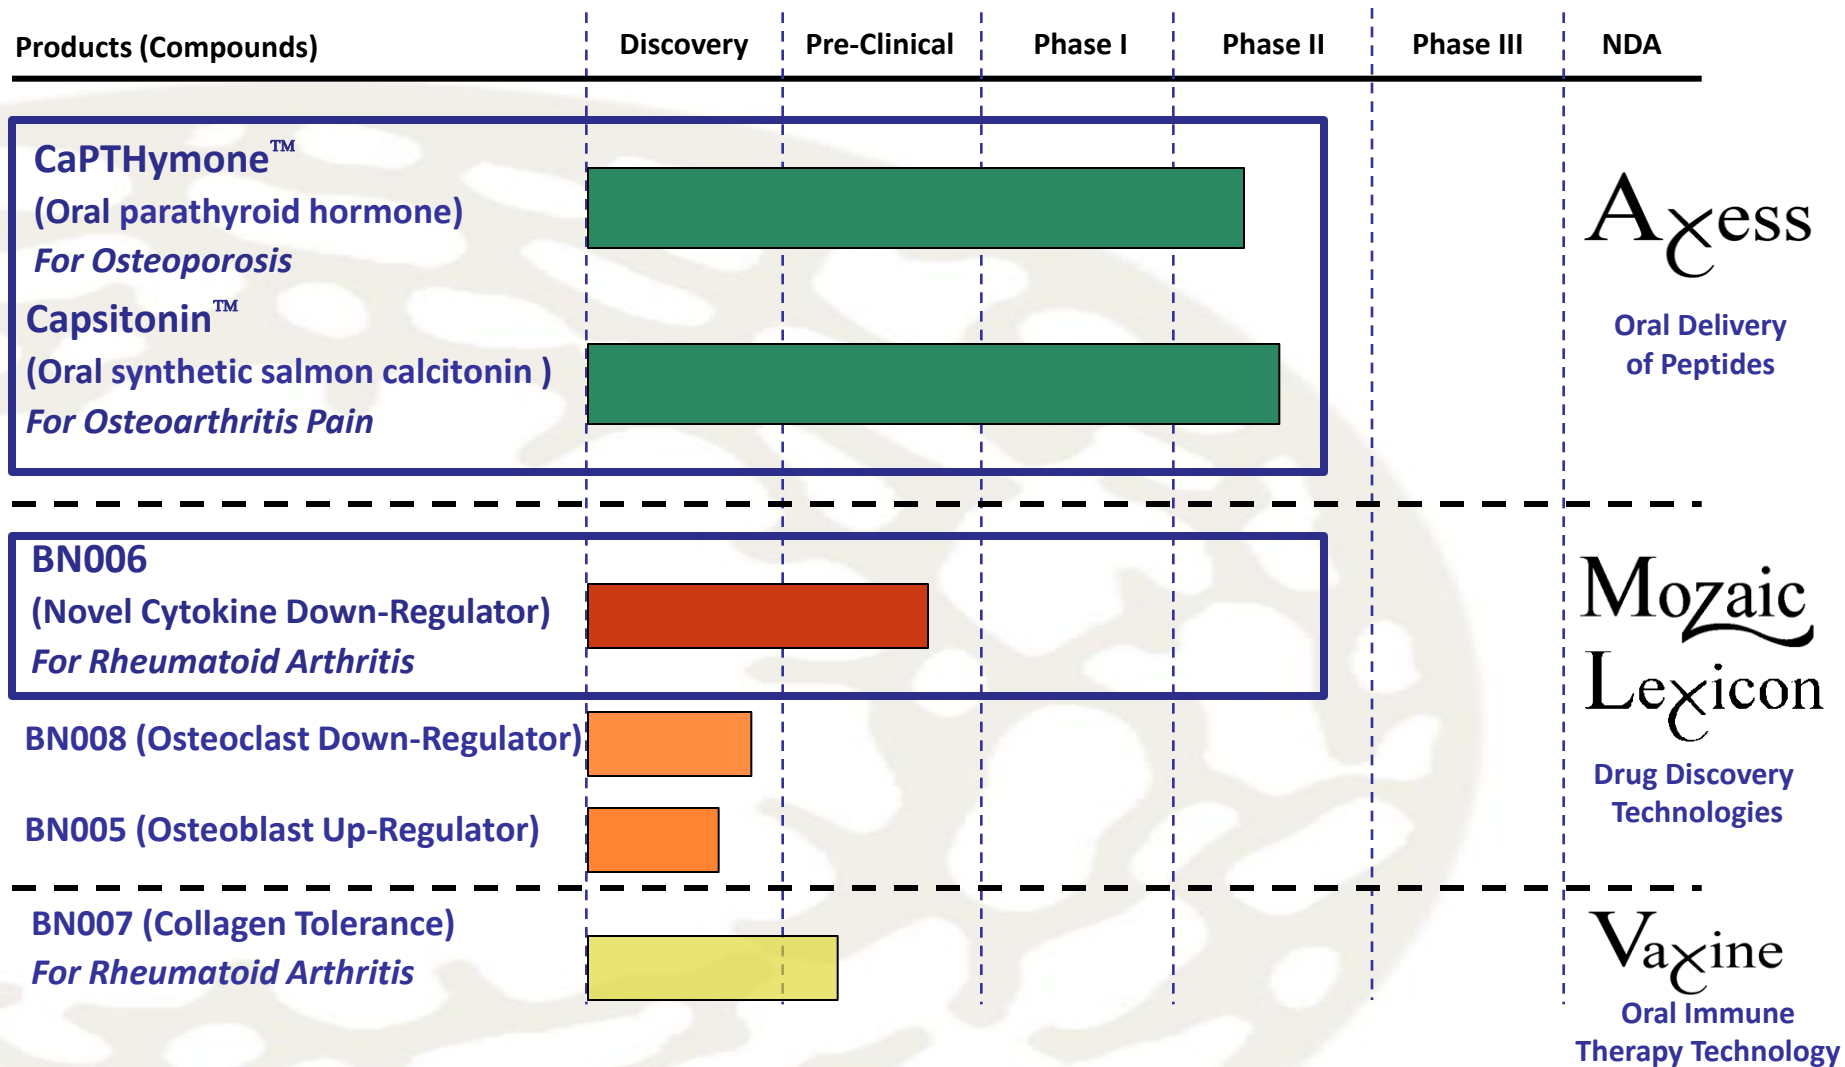 Products (Compounds) Discovery Pre-Clinical Phase I Phase II Phase III NDA
CaPTHymone™
(Oral parathyroid hormone)
For Osteoporosis
Capsitonin™
(Oral synthetic salmon calcitonin )
For Osteoarthritis Pain
Axess
Oral Delivery
of Peptides
BN006
(Novel Cytokine Down-Regulator)
For Rheumatoid Arthritis
BN008 (Osteoclast Down-Regulator)
BN005 (Osteoblast Up-Regulator)
Mozaic
Lexicon
Drug Discovery
Technologies
BN007 (Collagen Tolerance)
For Rheumatoid Arthritis
Vaxine
Oral Immune
Therapy Technology